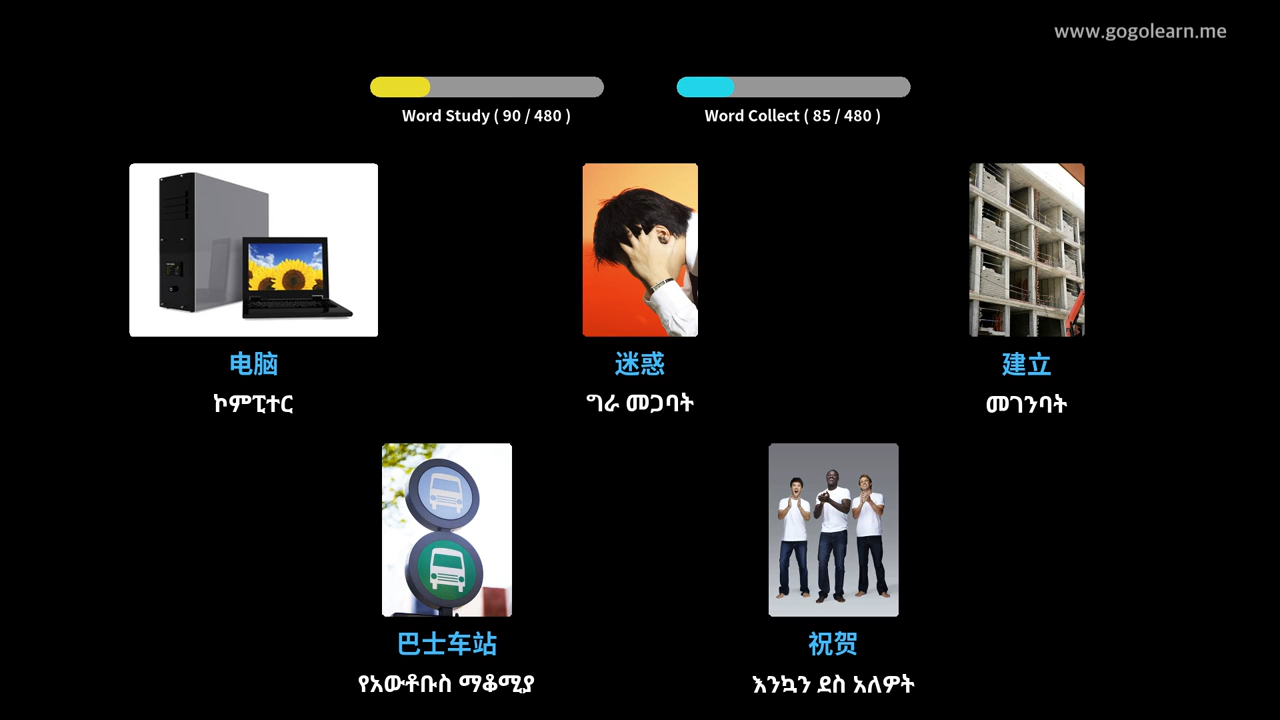 www.gogolearn.me
Word Study ( 90 / 480 )
Word Collect ( 85 / 480 )
电脑
ኮምፒተር
迷惑
ግራ መጋባት
建立
መገንባት
巴士车站
የአውቶቡስ ማቆሚያ
祝贺
እንኳን ደስ አለዎት